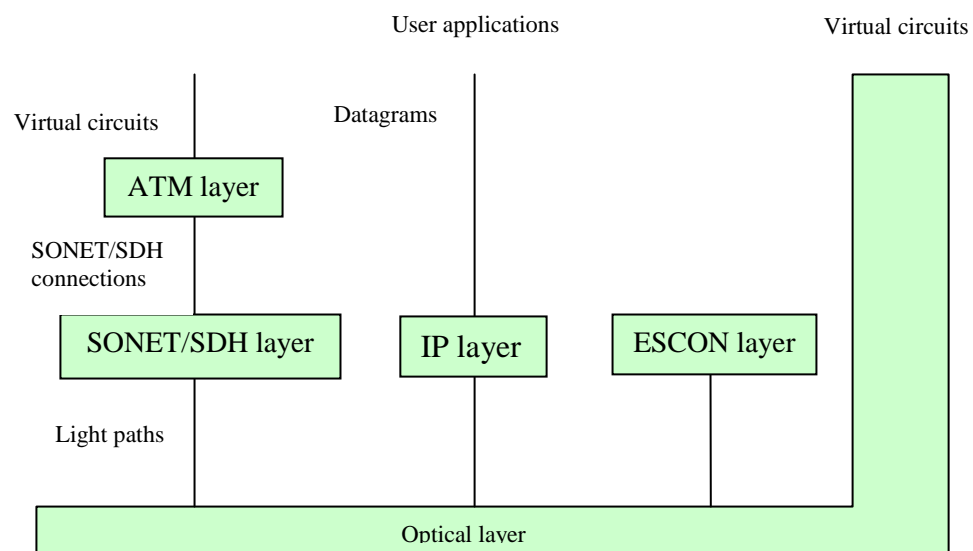 User applications
Virtual circuits
Virtual circuits
Datagrams
ATM layer
SONET/SDH
connections
SONET/SDH layer
IP layer
ESCON layer
Light paths
Optical layer